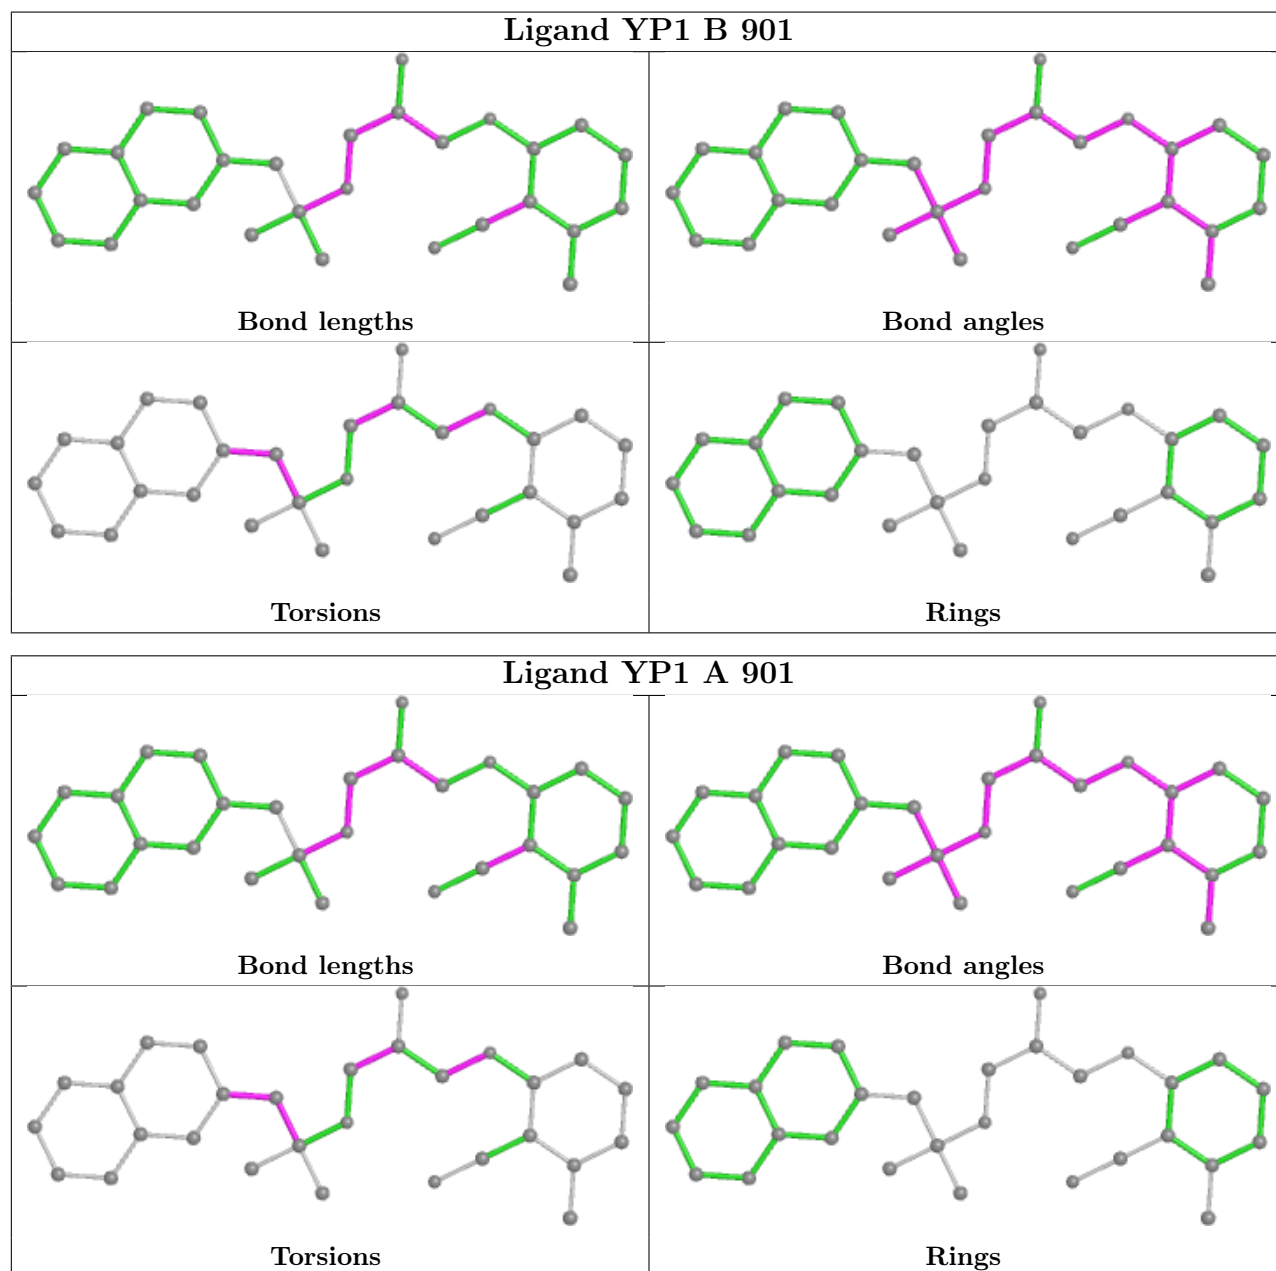 Ligand YP1 B 901
Bond lengths
Bond angles
Torsions
Rings
Ligand YP1 A 901
Bond lengths
Bond angles
Torsions
Rings